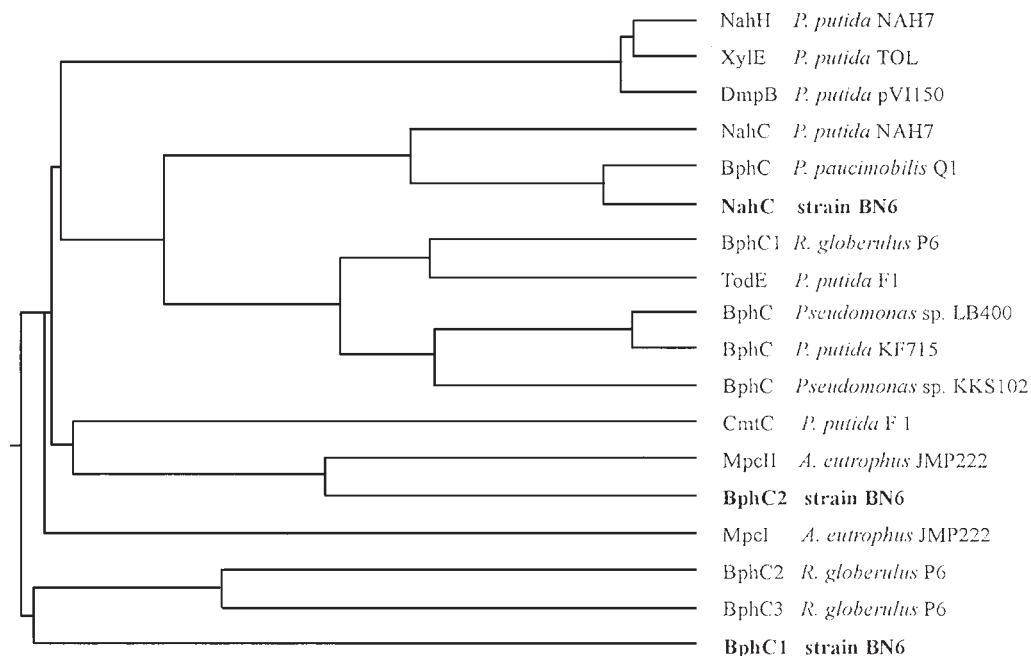 NahH P. putida NAH7
XylE P. putida TOL
DmpB P. putida pVI150
NahC P. putida NAH7
BphC P. paucimobilis Q1
NahC strain BN6
BphC1 R. globerulus P6
TodE P. putida F1
BphC Pseudomonas sp. LB400
BphC P. putida KF715
BphC Pseudomonas sp. KKS102
CmtC P. putida F 1
MpcII A. eutrophus JMP222
BphC2 strain BN6
MpcI A. eutrophus JMP222
BphC2 R. globerulus P6
BphC3 R. globerulus P6
BphC1 strain BN6